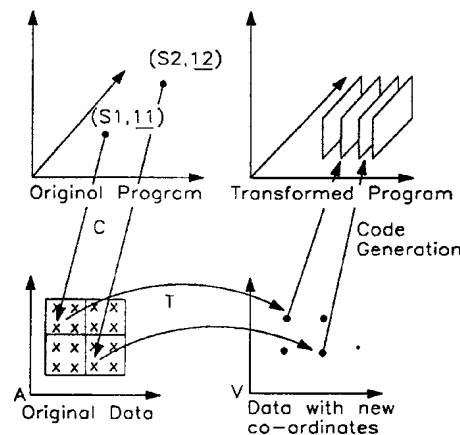 (S2,12)
(S1,11)
Original Program
Transformed Program
C
Code
Generation
T
x x x x
x x x x
x x x x
x x x x
A
V
Original Data
Data with new
co-ordinates